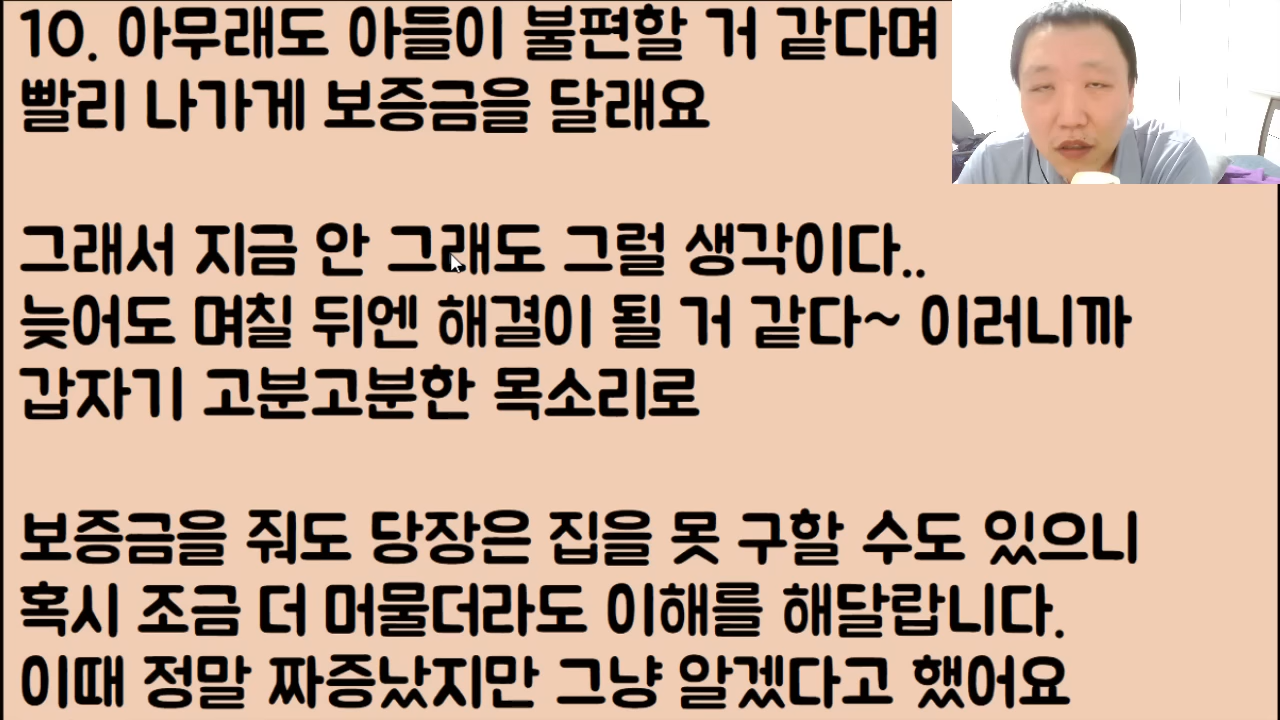 10. 아무래도 아들이 불편할 거 같다며
빨리 나가게 보증금을 달래요
그래서 지금 안 그래도 그럴 생각이다..
늦어도 며칠 뒤엔 해결이 될 거 같다~ 이러니까
갑자기 고분고분한 목소리로
보증금을 줘도 당장은 집을 못 구할 수도 있으니
혹시 조금 더 머물더라도 이해를 해달랍니다.
이때 정말 짜증났지만 그냥 알겠다고 했어요